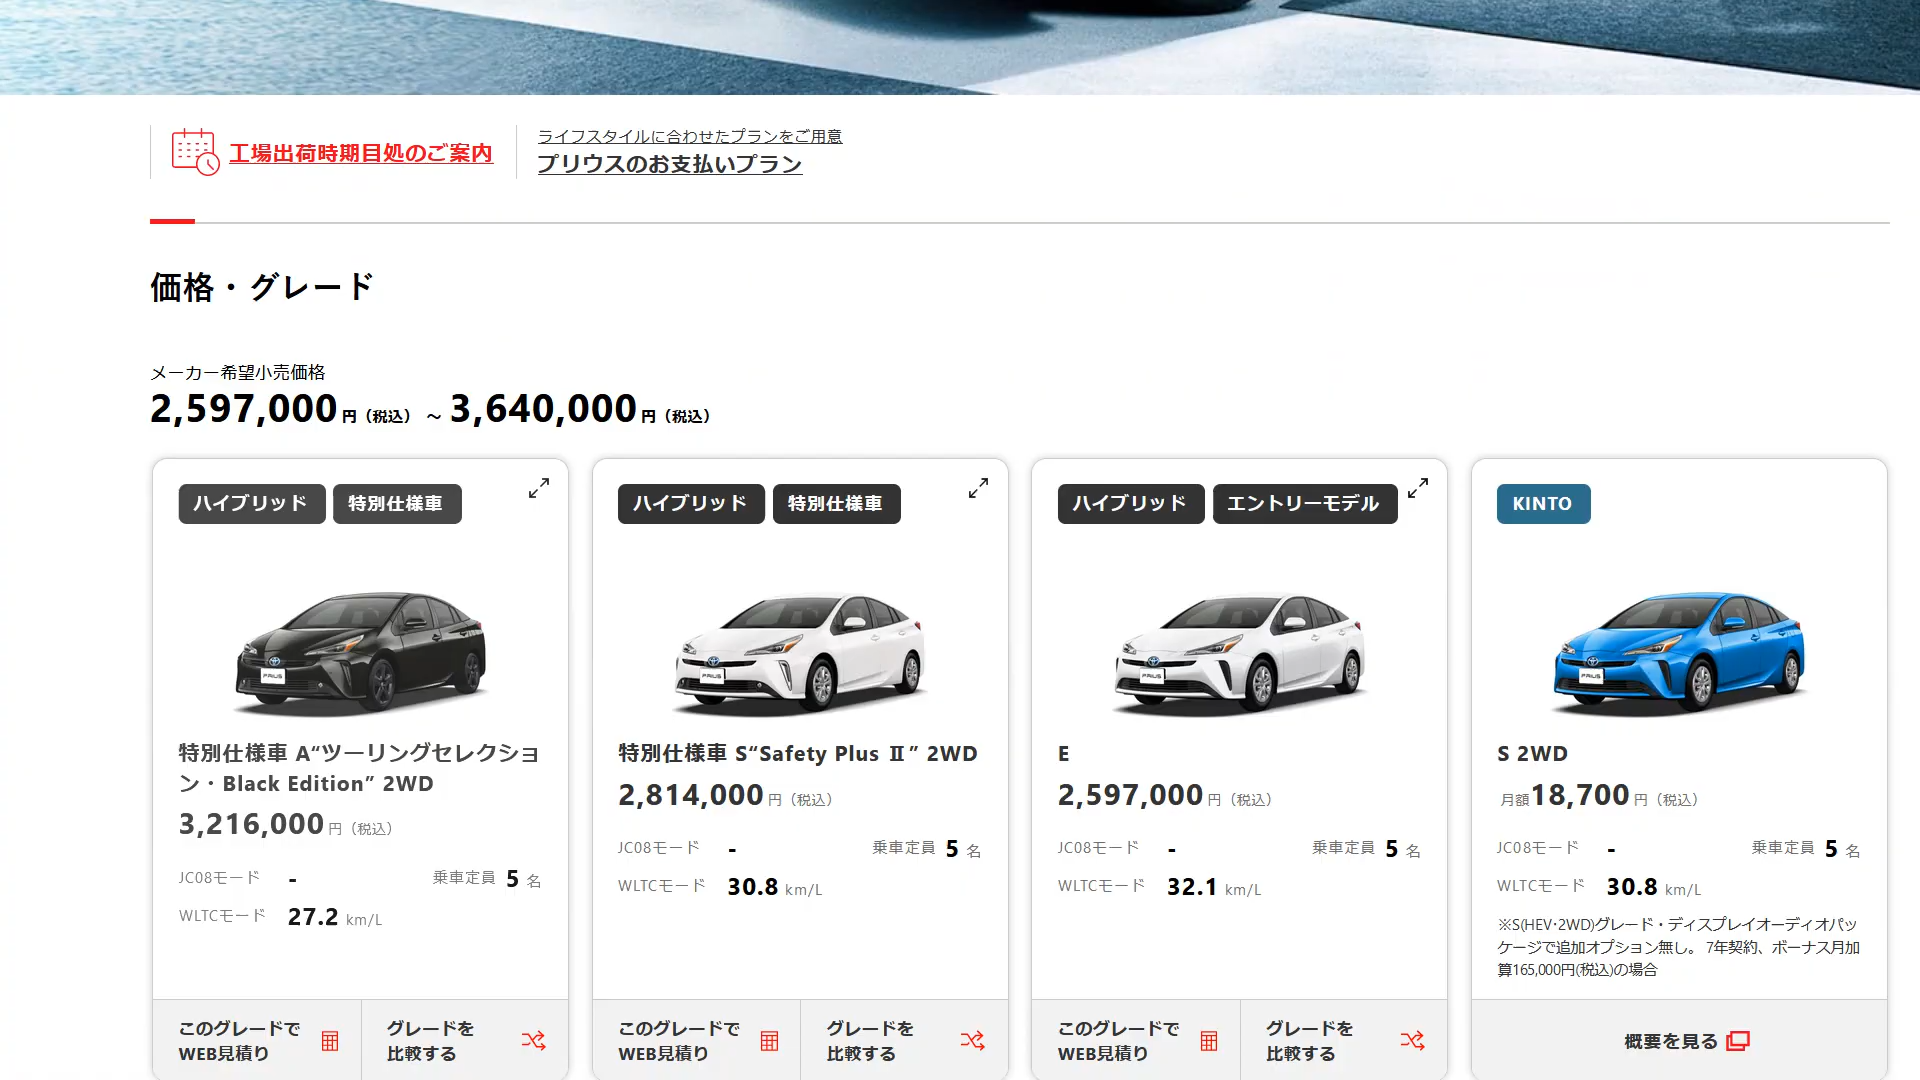 工場出荷時期目処のご案内
ライフスタイルに合わせたプランをご用意
プリウスのお支払いプラン
価格・グレード
メーカー希望小売価格
2,597,000円（税込）～3,640,000円（税込）
ハイブリッド 特別仕様車
PRIUS
特別仕様車 A“ツーリングセレクショ
ン・Black Edition” 2WD
3,216,000円（税込）
JC08モード - 乗車定員 5 名
WLTCモード 27.2 km/L
このグレードで
WEB見積り
グレードを
比較する
ハイブリッド 特別仕様車
PRIUS
特別仕様車 S“Safety Plus Ⅱ” 2WD
2,814,000円（税込）
JC08モード - 乗車定員 5 名
WLTCモード 30.8 km/L
このグレードで
WEB見積り
グレードを
比較する
ハイブリッド エントリーモデル
PRIUS
E
2,597,000円（税込）
JC08モード - 乗車定員 5 名
WLTCモード 32.1 km/L
このグレードで
WEB見積り
グレードを
比較する
KINTO
PRIUS
S 2WD
月額18,700円（税込）
JC08モード - 乗車定員 5 名
WLTCモード 30.8 km/L
※S(HEV･2WD)グレード・ディスプレイオーディオパッ
ケージで追加オプション無し。 7年契約、ボーナス月加
算165,000円(税込)の場合
概要を見る